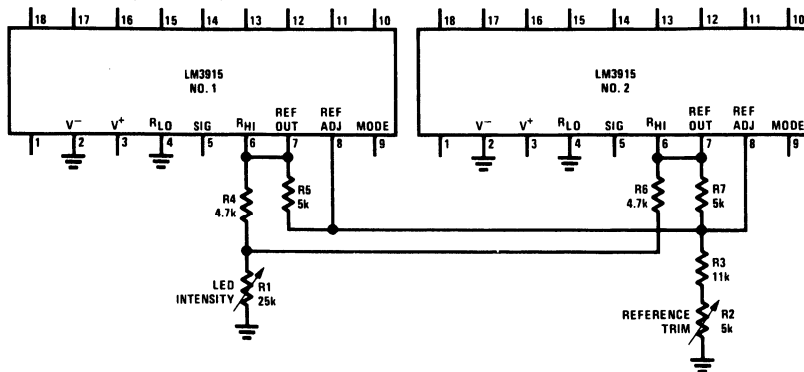 18 17 16 15 14 13 12 11 10
LM3915
NO. 1
V− V+ RLO SIG RHI REF OUT REF ADJ MODE
1 2 3 4 5 6 7 8 9
18 17 16 15 14 13 12 11 10
LM3915
NO. 2
V− V+ RLO SIG RHI REF OUT REF ADJ MODE
1 2 3 4 5 6 7 8 9
R4
4.7k
R5
5k
R6
4.7k
R7
5k
LED
INTENSITY
R1
25k
R3
11k
REFERENCE
TRIM
R2
5k